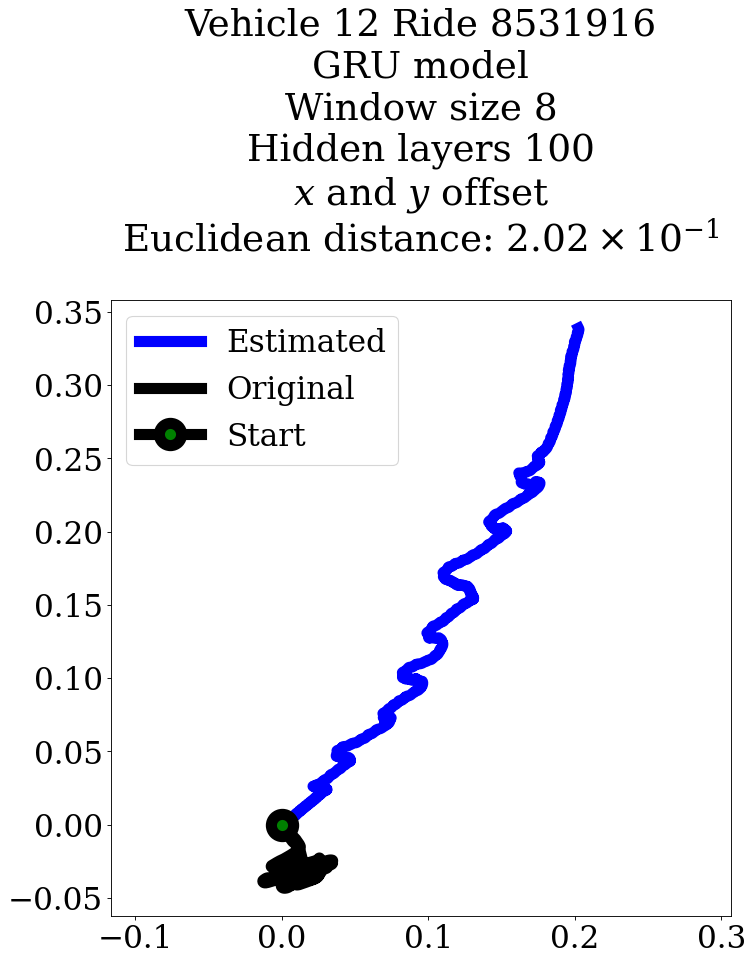 Vehicle 12 Ride 8531916
GRU model
Window size 8
Hidden layers 100
x and y offset
Euclidean distance: 2.02 × 10⁻¹
Estimated
Original
Start
0.35
0.30
0.25
0.20
0.15
0.10
0.05
0.00
−0.05
−0.1
0.0
0.1
0.2
0.3